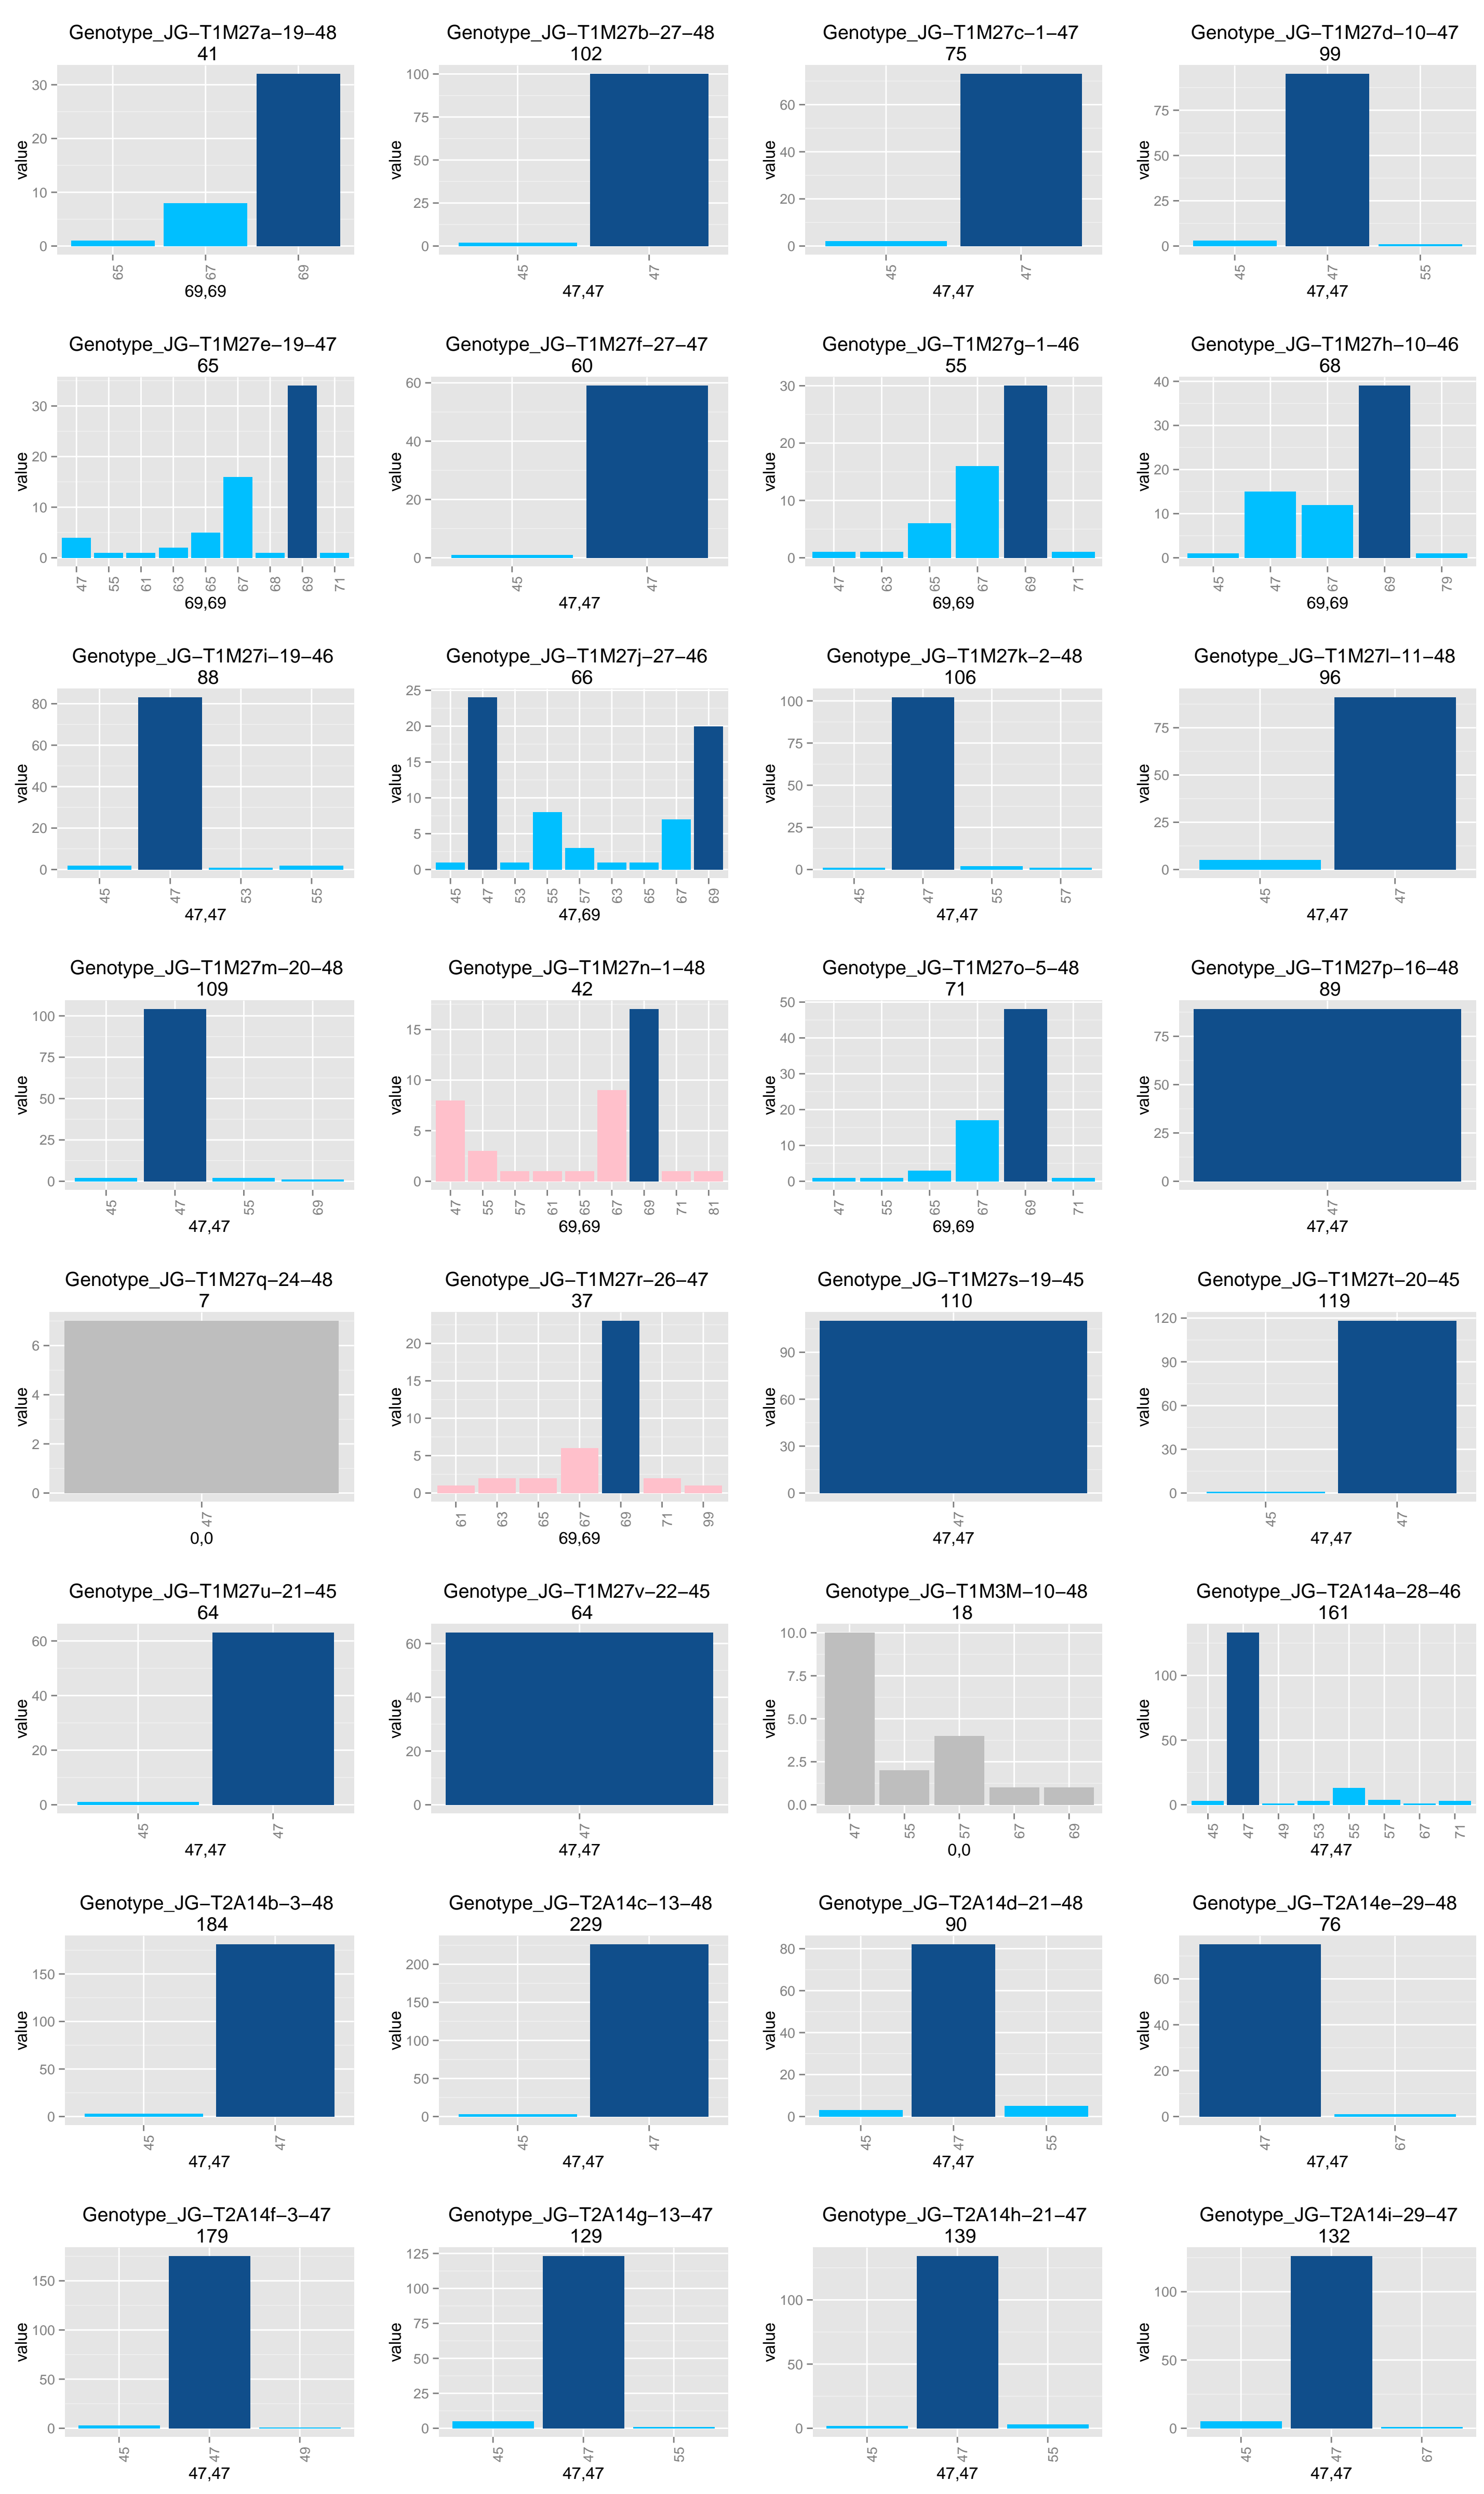 Genotype_JG−T1M27a−19−48
41
30
20
10
0
value
65 67 69
69,69
Genotype_JG−T1M27b−27−48
102
100
75
50
25
0
value
45 47
47,47
Genotype_JG−T1M27c−1−47
75
60
40
20
0
value
45 47
47,47
Genotype_JG−T1M27d−10−47
99
75
50
25
0
value
45 47 55
47,47
Genotype_JG−T1M27e−19−47
65
30
20
10
0
value
47 55 61 63 65 67 68 69 71
69,69
Genotype_JG−T1M27f−27−47
60
60
40
20
0
value
45 47
47,47
Genotype_JG−T1M27g−1−46
55
30
20
10
0
value
47 63 65 67 69 71
69,69
Genotype_JG−T1M27h−10−46
68
40
30
20
10
0
value
45 47 67 69 79
69,69
Genotype_JG−T1M27i−19−46
88
80
60
40
20
0
value
45 47 53 55
47,47
Genotype_JG−T1M27j−27−46
66
25
20
15
10
5
0
value
45 47 53 55 57 63 65 67 69
47,69
Genotype_JG−T1M27k−2−48
106
100
75
50
25
0
value
45 47 55 57
47,47
Genotype_JG−T1M27l−11−48
96
75
50
25
0
value
45 47
47,47
Genotype_JG−T1M27m−20−48
109
100
75
50
25
0
value
45 47 55 69
47,47
Genotype_JG−T1M27n−1−48
42
15
10
5
0
value
47 55 57 61 65 67 69 71 81
69,69
Genotype_JG−T1M27o−5−48
71
50
40
30
20
10
0
value
47 55 65 67 69 71
69,69
Genotype_JG−T1M27p−16−48
89
75
50
25
0
value
47
47,47
Genotype_JG−T1M27q−24−48
7
6
4
2
0
value
47
0,0
Genotype_JG−T1M27r−26−47
37
20
15
10
5
0
value
61 63 65 67 69 71 99
69,69
Genotype_JG−T1M27s−19−45
110
90
60
30
0
value
47
47,47
Genotype_JG−T1M27t−20−45
119
120
90
60
30
0
value
45 47
47,47
Genotype_JG−T1M27u−21−45
64
60
40
20
0
value
45 47
47,47
Genotype_JG−T1M27v−22−45
64
60
40
20
0
value
47
47,47
Genotype_JG−T1M3M−10−48
18
10.0
7.5
5.0
2.5
0.0
value
47 55 57 67 69
0,0
Genotype_JG−T2A14a−28−46
161
100
50
0
value
45 47 49 53 55 57 67 71
47,47
Genotype_JG−T2A14b−3−48
184
150
100
50
0
value
45 47
47,47
Genotype_JG−T2A14c−13−48
229
200
150
100
50
0
value
45 47
47,47
Genotype_JG−T2A14d−21−48
90
80
60
40
20
0
value
45 47 55
47,47
Genotype_JG−T2A14e−29−48
76
60
40
20
0
value
47 67
47,47
Genotype_JG−T2A14f−3−47
179
150
100
50
0
value
45 47 49
47,47
Genotype_JG−T2A14g−13−47
129
125
100
75
50
25
0
value
45 47 55
47,47
Genotype_JG−T2A14h−21−47
139
100
50
0
value
45 47 55
47,47
Genotype_JG−T2A14i−29−47
132
100
50
0
value
45 47 67
47,47